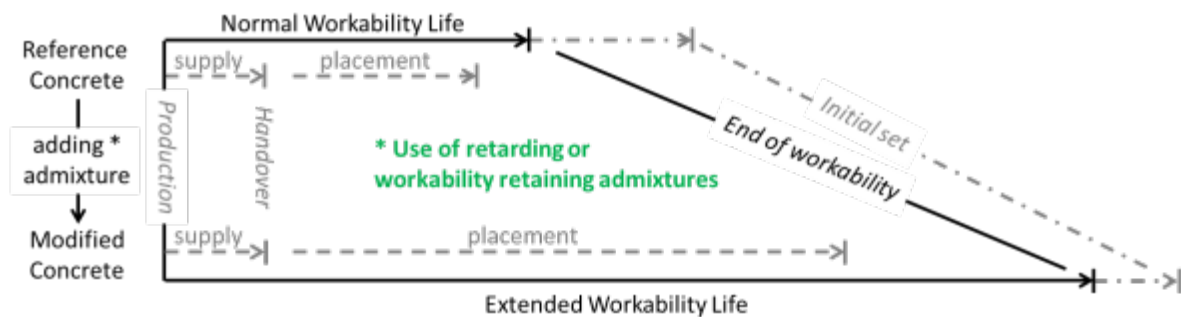 Normal Workability Life
Reference
Concrete
supply
placement
Production
Handover
Initial set
End of workability
adding *
admixture
* Use of retarding or
workability retaining admixtures
Modified
Concrete
supply
placement
Extended Workability Life